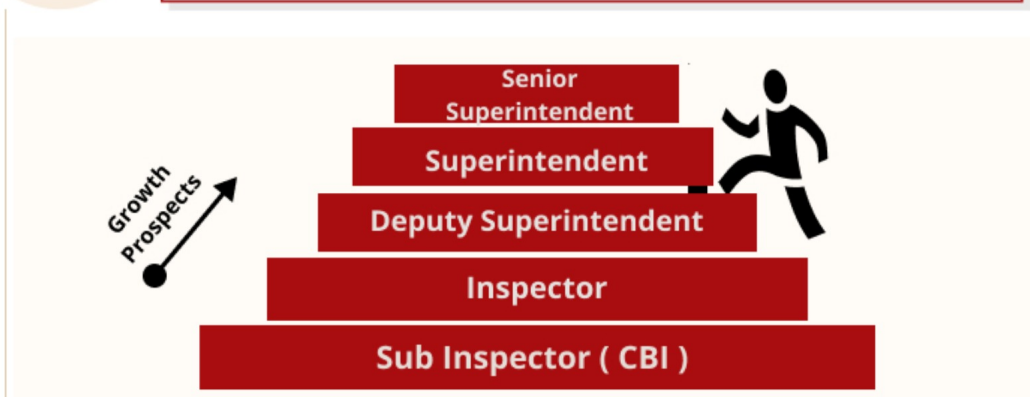 Senior
Superintendent
Superintendent
Growth
Prospects
Deputy Superintendent
Inspector
Sub Inspector ( CBI )